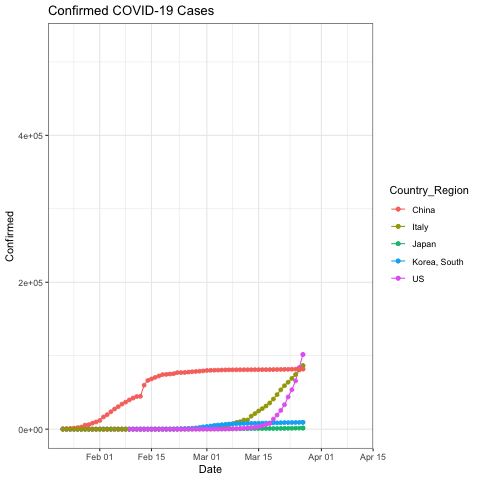 Confirmed COVID-19 Cases
4e+05
2e+05
0e+00
Confirmed
Feb 01
Feb 15
Mar 01
Mar 15
Apr 01
Apr 15
Date
Country_Region
China
Italy
Japan
Korea, South
US